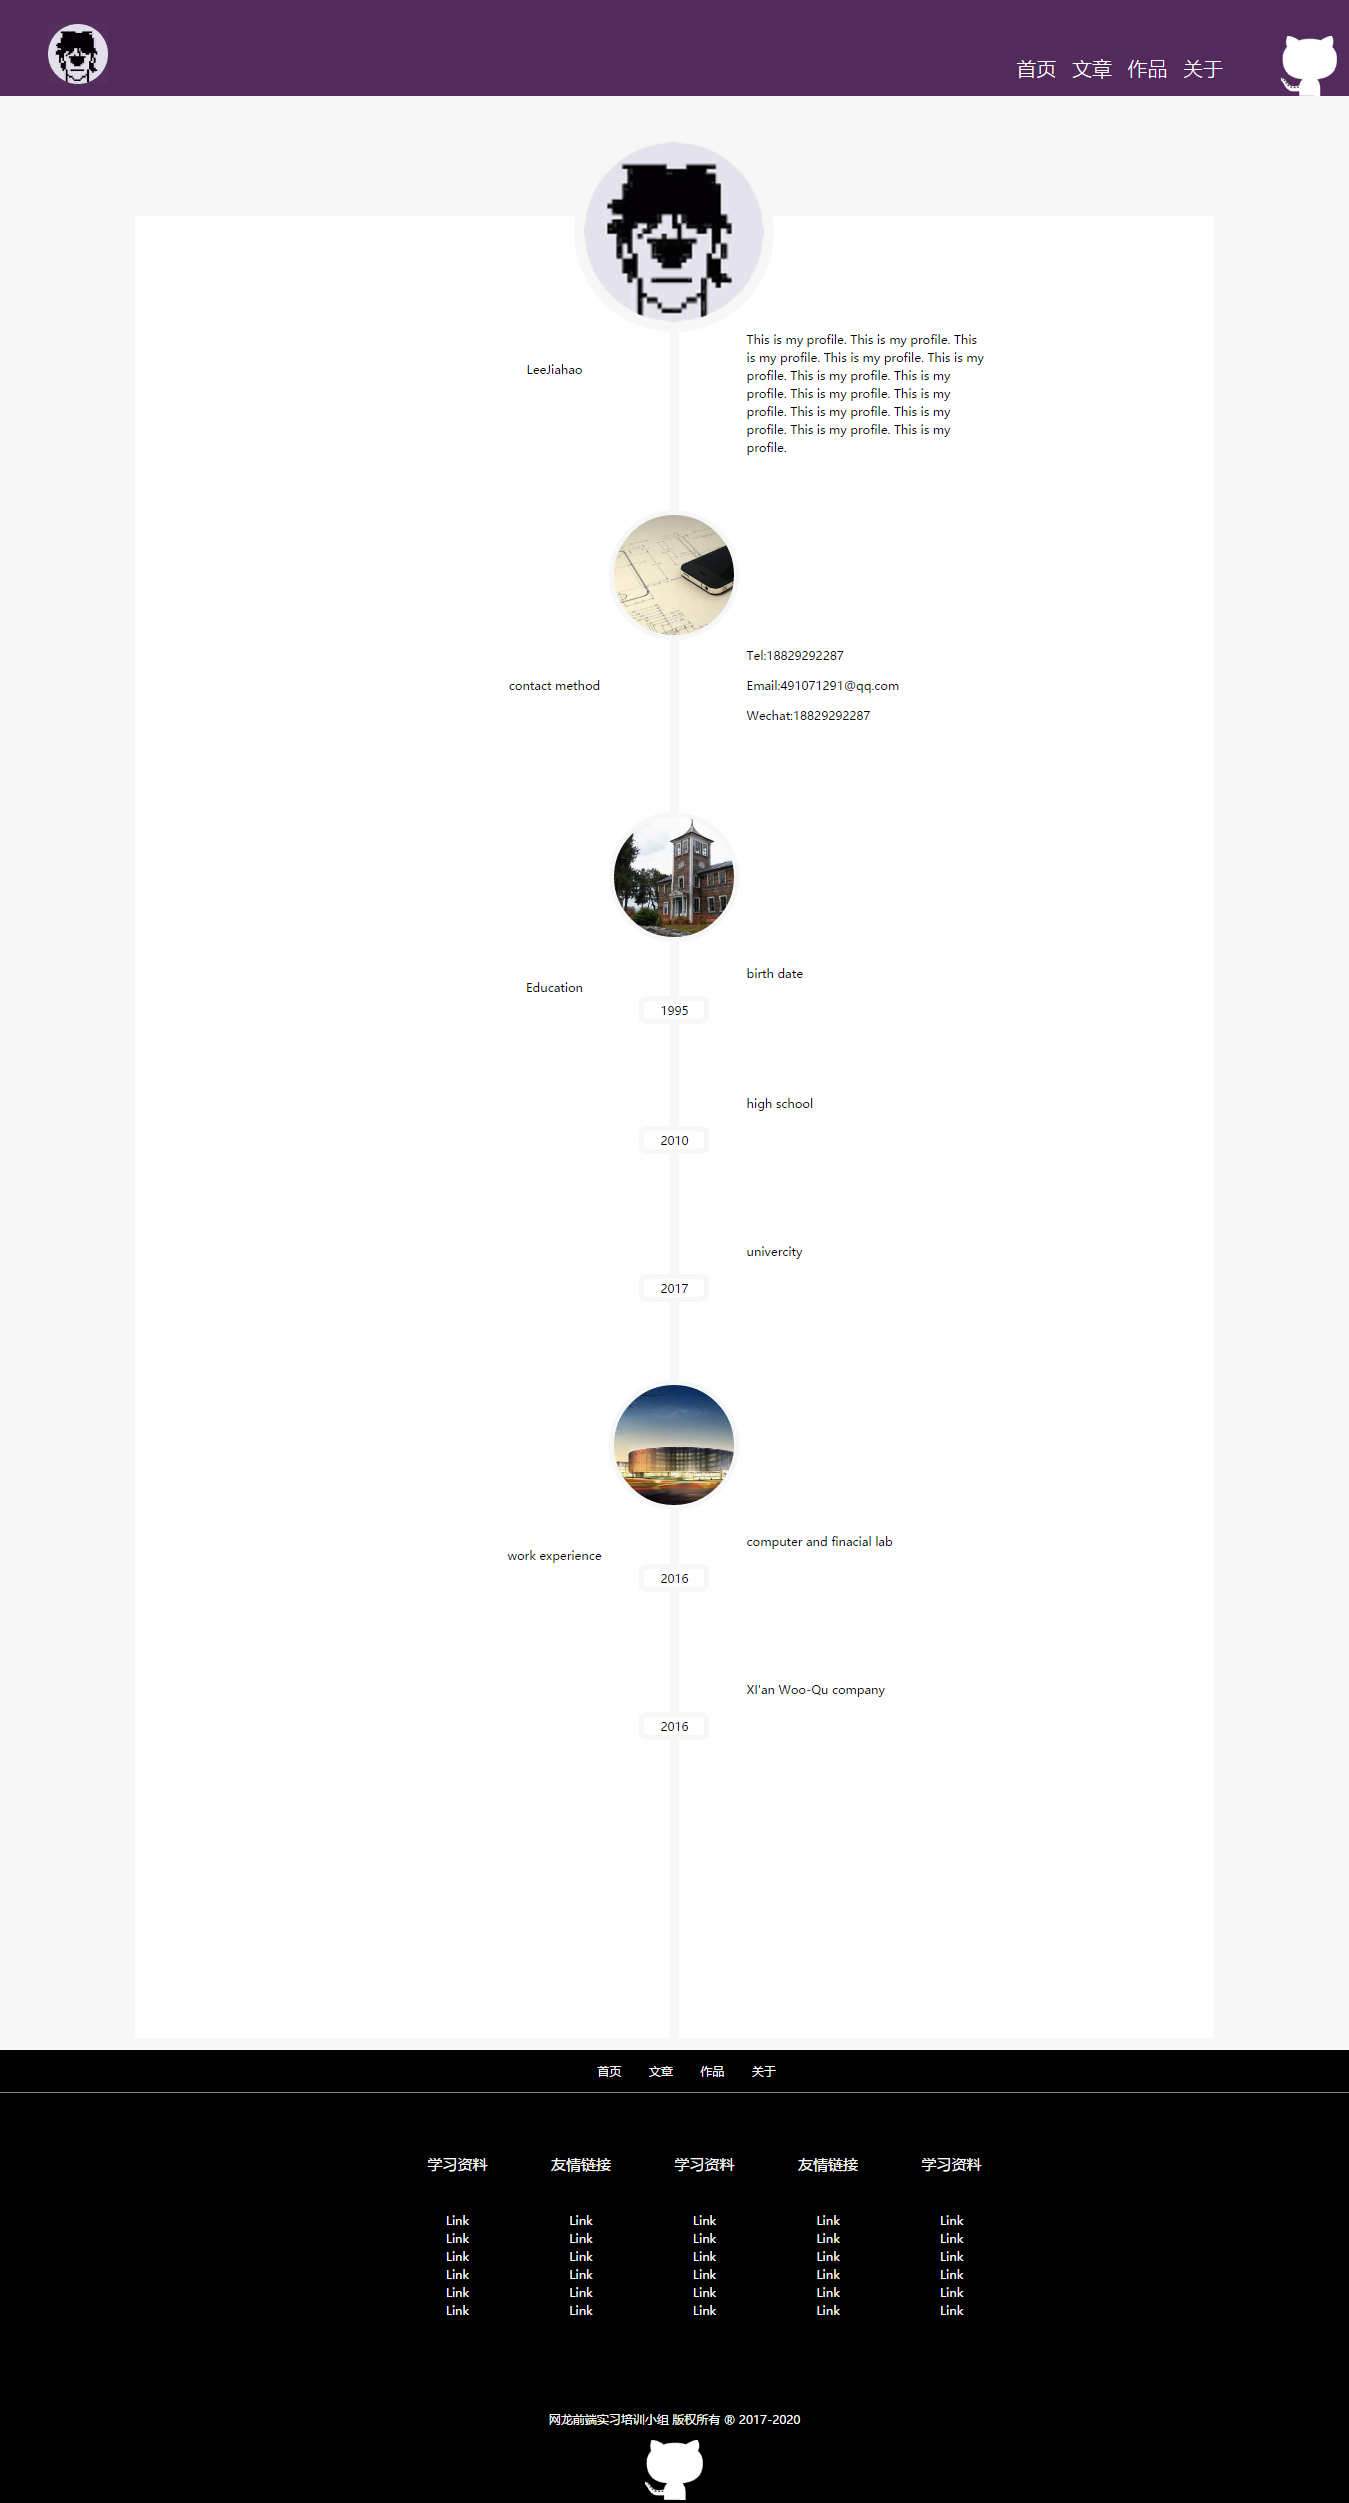 首页 文章 作品 关于
This is my profile. This is my profile. This
is my profile. This is my profile. This is my
profile. This is my profile. This is my
profile. This is my profile. This is my
profile. This is my profile. This is my
profile. This is my profile. This is my
profile.
LeeJiahao
Tel:18829292287
contact method
Email:491071291@qq.com
Wechat:18829292287
birth date
Education
1995
high school
2010
univercity
2017
computer and finacial lab
work experience
2016
XI'an Woo-Qu company
2016
首页 文章 作品 关于
学习资料 友情链接 学习资料 友情链接 学习资料
Link Link Link Link Link
Link Link Link Link Link
Link Link Link Link Link
Link Link Link Link Link
Link Link Link Link Link
Link Link Link Link Link
网龙前端实习培训小组 版权所有 ® 2017-2020